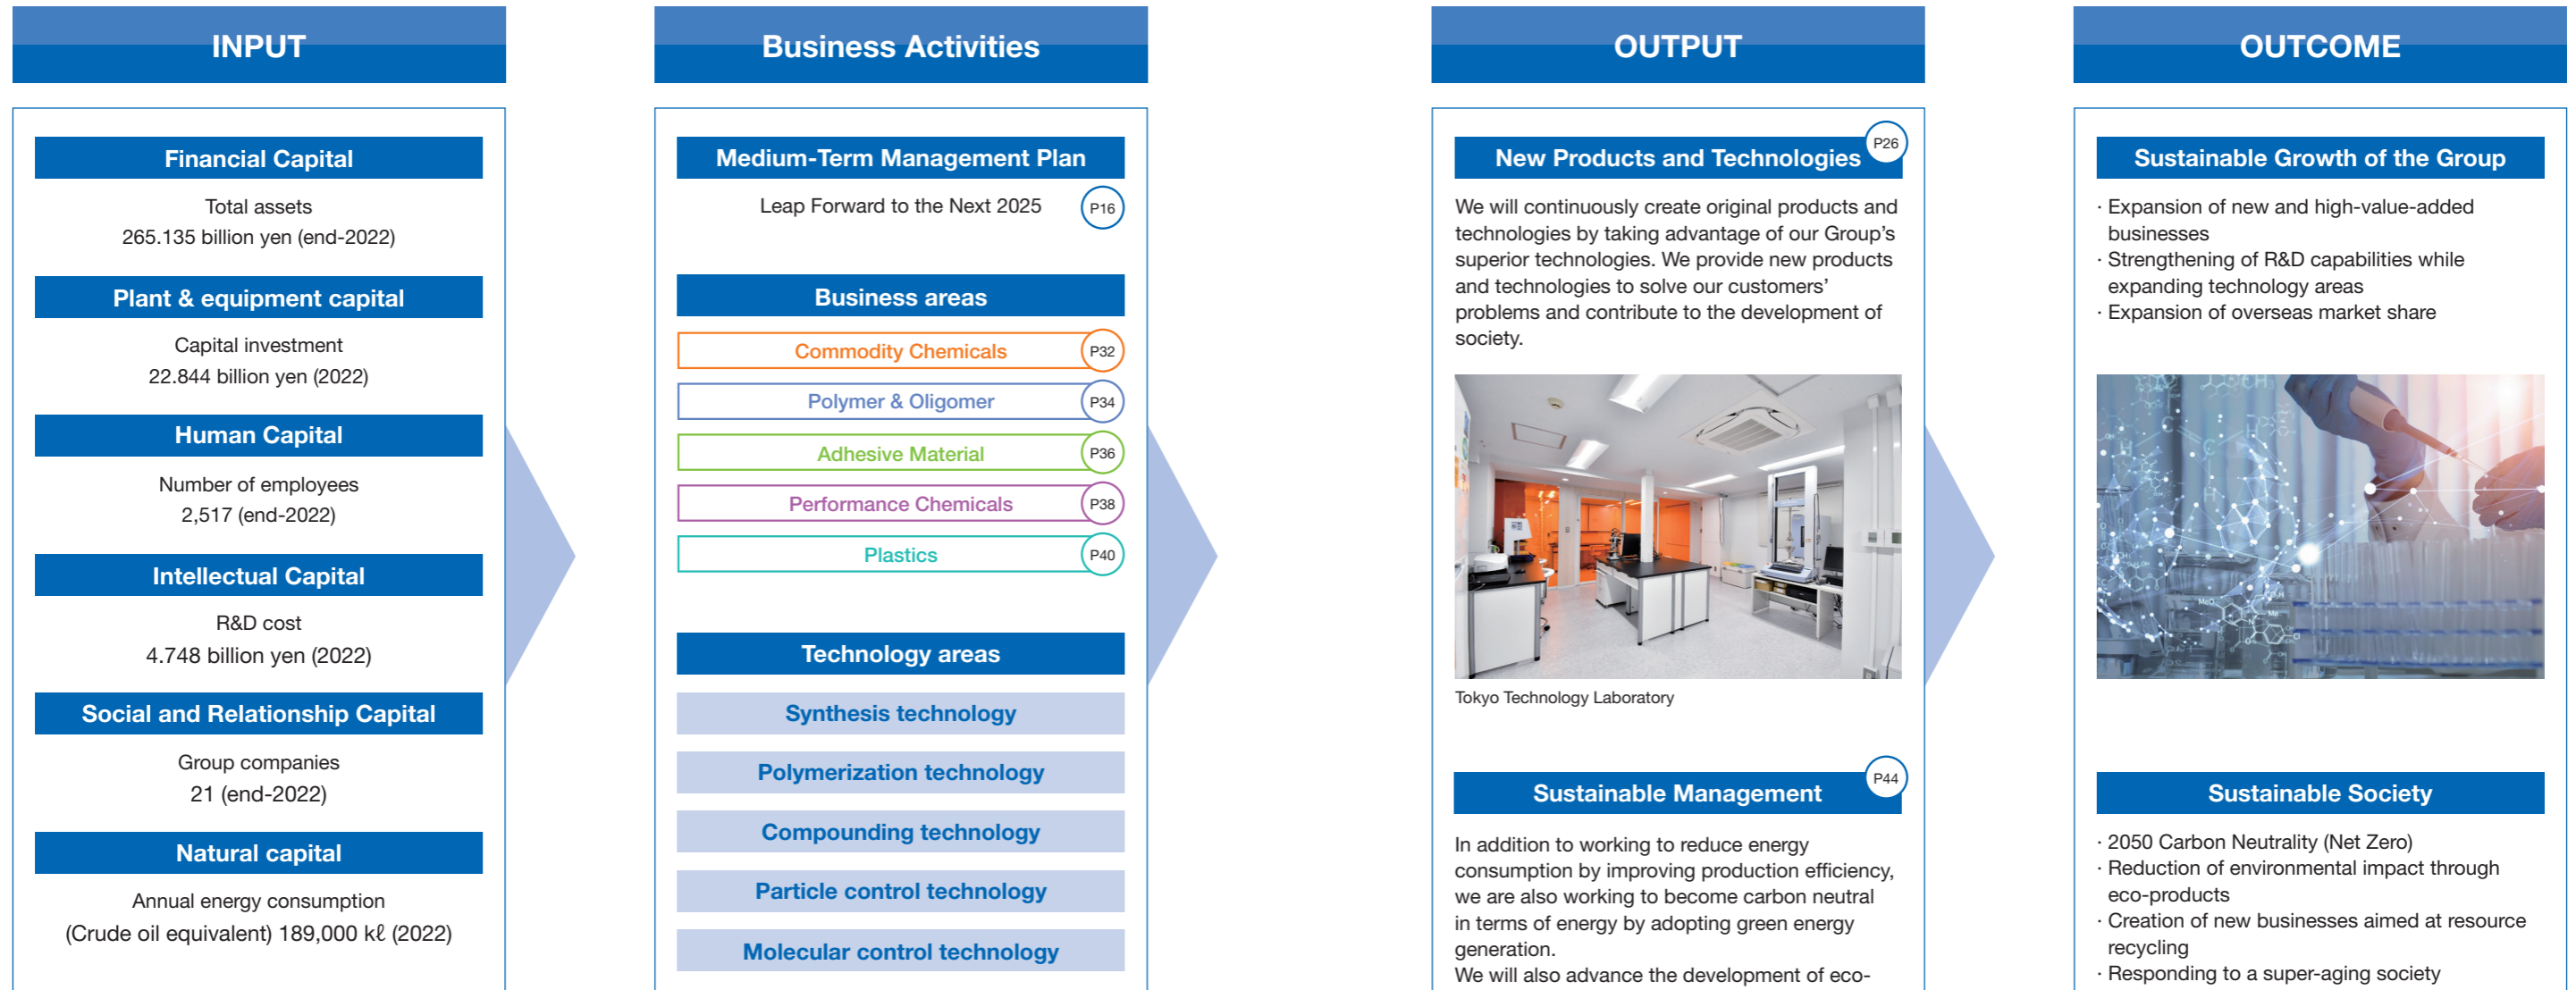 INPUT
Financial Capital
Total assets
265.135 billion yen (end-2022)
Plant & equipment capital
Capital investment
22.844 billion yen (2022)
Human Capital
Number of employees
2,517 (end-2022)
Intellectual Capital
R&D cost
4.748 billion yen (2022)
Social and Relationship Capital
Group companies
21 (end-2022)
Natural capital
Annual energy consumption
(Crude oil equivalent) 189,000 kℓ (2022)
Business Activities
Medium-Term Management Plan
Leap Forward to the Next 2025 P16
Business areas
Commodity Chemicals P32
Polymer & Oligomer P34
Adhesive Material P36
Performance Chemicals P38
Plastics P40
Technology areas
Synthesis technology
Polymerization technology
Compounding technology
Particle control technology
Molecular control technology
OUTPUT
New Products and Technologies P26
We will continuously create original products and
technologies by taking advantage of our Group's
superior technologies. We provide new products
and technologies to solve our customers'
problems and contribute to the development of
society.
Tokyo Technology Laboratory
Sustainable Management P44
In addition to working to reduce energy
consumption by improving production efficiency,
we are also working to become carbon neutral
in terms of energy by adopting green energy
generation.
We will also advance the development of eco-
OUTCOME
Sustainable Growth of the Group
· Expansion of new and high-value-added
businesses
· Strengthening of R&D capabilities while
expanding technology areas
· Expansion of overseas market share
Sustainable Society
· 2050 Carbon Neutrality (Net Zero)
· Reduction of environmental impact through
eco-products
· Creation of new businesses aimed at resource
recycling
· Responding to a super-aging society